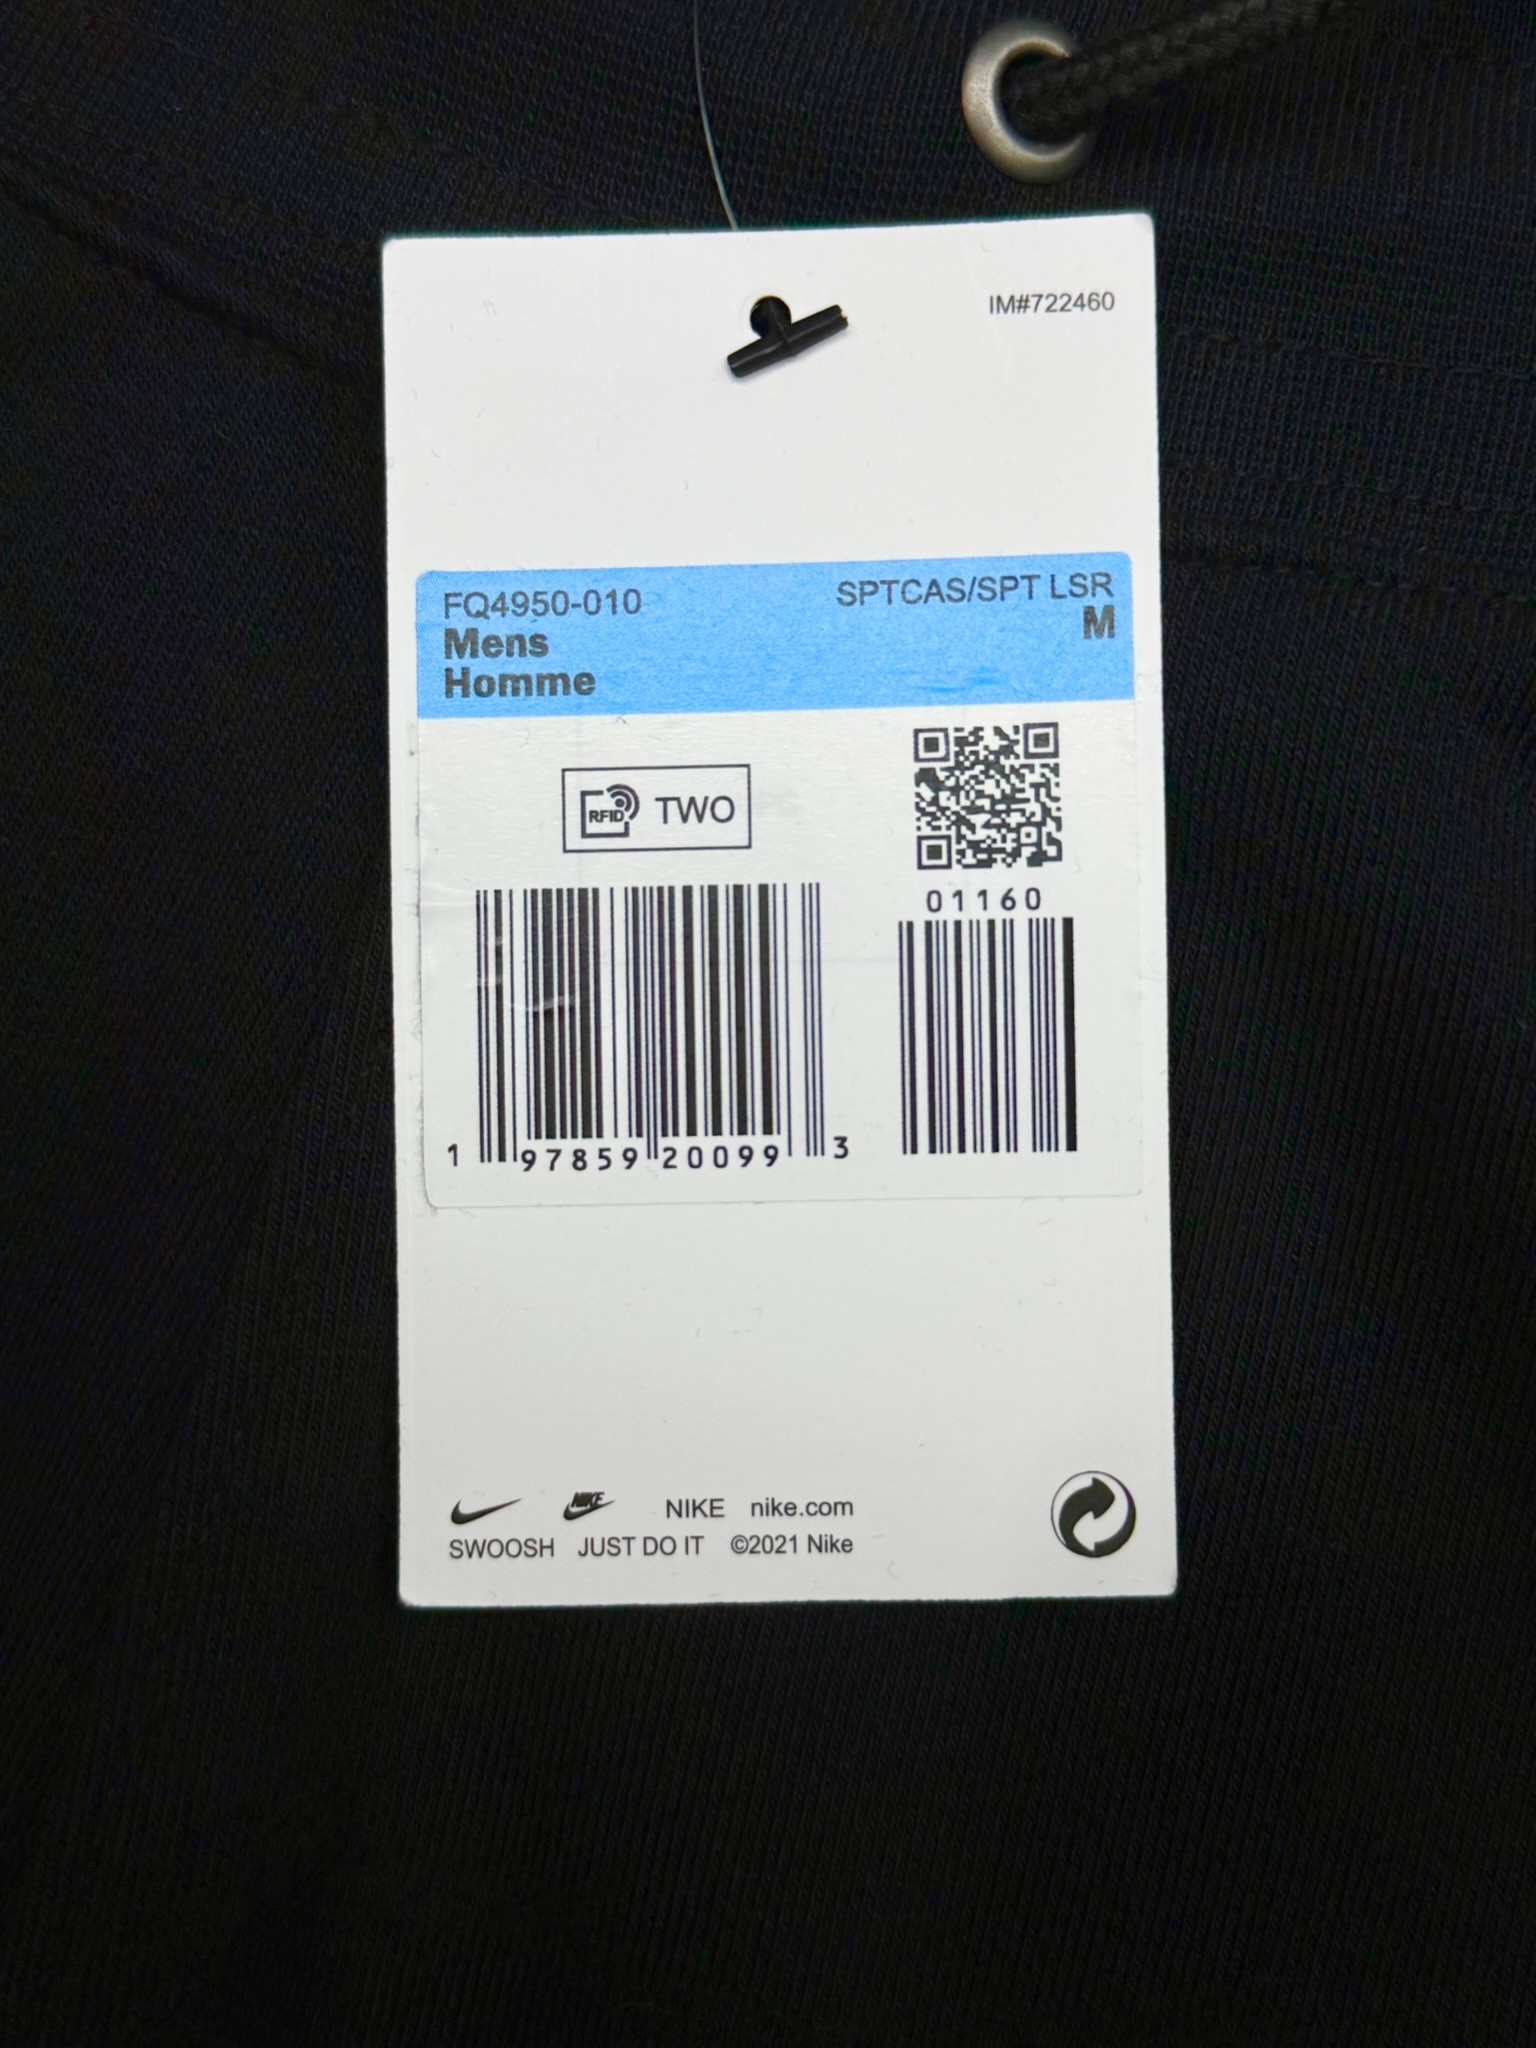 IM#722460
FQ4950-010 SPTCAS/SPT LSR
Mens M
Homme
RFID TWO
01160
1 97859 20099 3
NIKE NIKE nike.com
SWOOSH JUST DO IT ©2021 Nike